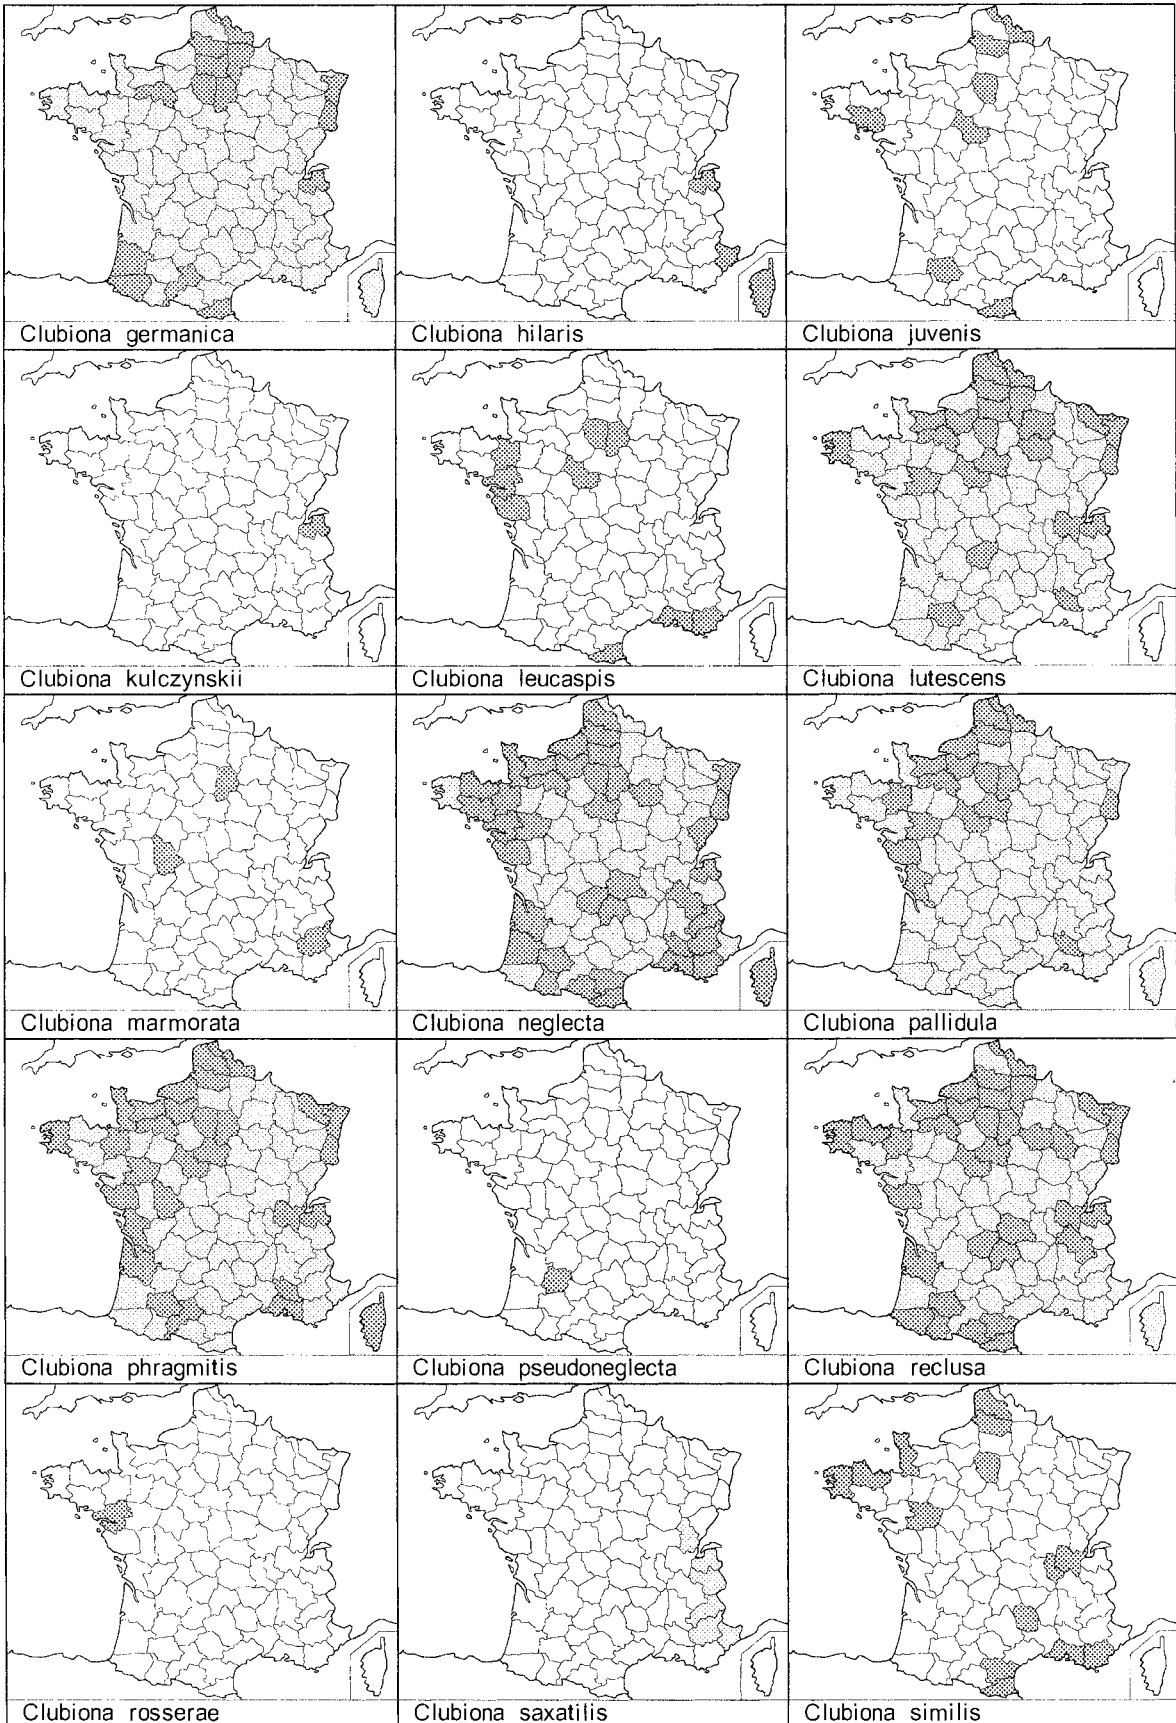 Clubiona germanica
Clubiona hilaris
Clubiona juvenis
Clubiona kulczynskii
Clubiona leucaspis
Clubiona lutescens
Clubiona marmorata
Clubiona neglecta
Clubiona pallidula
Clubiona phragmitis
Clubiona pseudoneglecta
Clubiona reclusa
Clubiona rosserae
Clubiona saxatilis
Clubiona similis